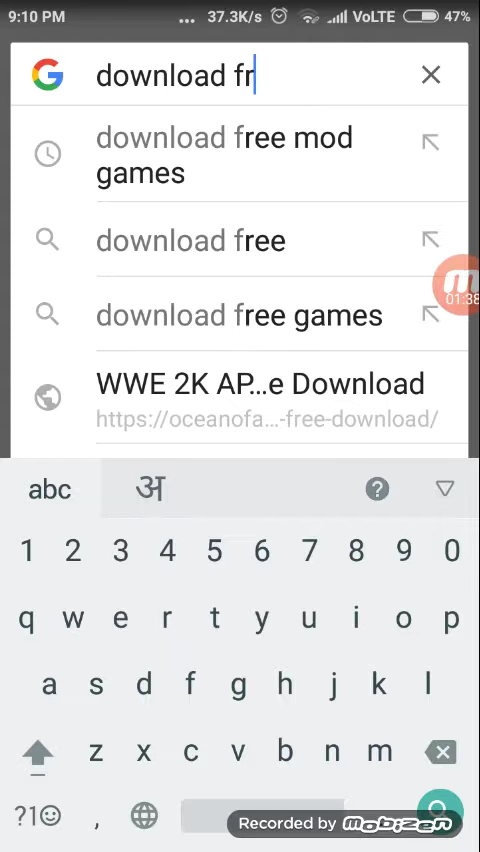 9:10 PM ... 37.3K/s VoLTE 47%
download fr
download free mod
games
download free
01:38
download free games
WWE 2K AP...e Download
https://oceanofa...-free-download/
abc अ ?
1 2 3 4 5 6 7 8 9 0
q w e r t y u i o p
a s d f g h j k l
z x c v b n m
?1☺ ,
Recorded by mobizen